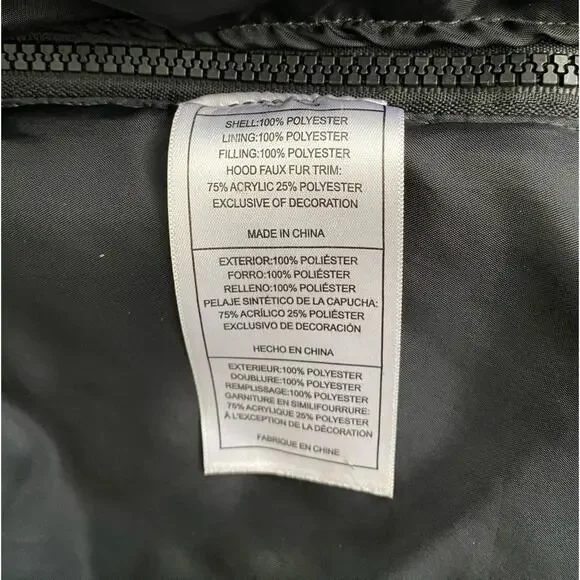 SHELL:100% POLYESTER
LINING:100% POLYESTER
FILLING:100% POLYESTER
HOOD FAUX FUR TRIM:
75% ACRYLIC 25% POLYESTER
EXCLUSIVE OF DECORATION
MADE IN CHINA
EXTERIOR:100% POLIÉSTER
FORRO:100% POLIÉSTER
RELLENO:100% POLIÉSTER
PELAJE SINTÉTICO DE LA CAPUCHA:
75% ACRÍLICO 25% POLIÉSTER
EXCLUSIVO DE DECORACIÓN
HECHO EN CHINA
EXTERIEUR:100% POLYESTER
DOUBLURE:100% POLYESTER
REMPLISSAGE:100% POLYESTER
GARNITURE EN SIMILIFOURRURE:
75% ACRYLIQUE 25% POLYESTER
À L'EXCEPTION DE LA DÉCORATION
FABRIQUE EN CHINE